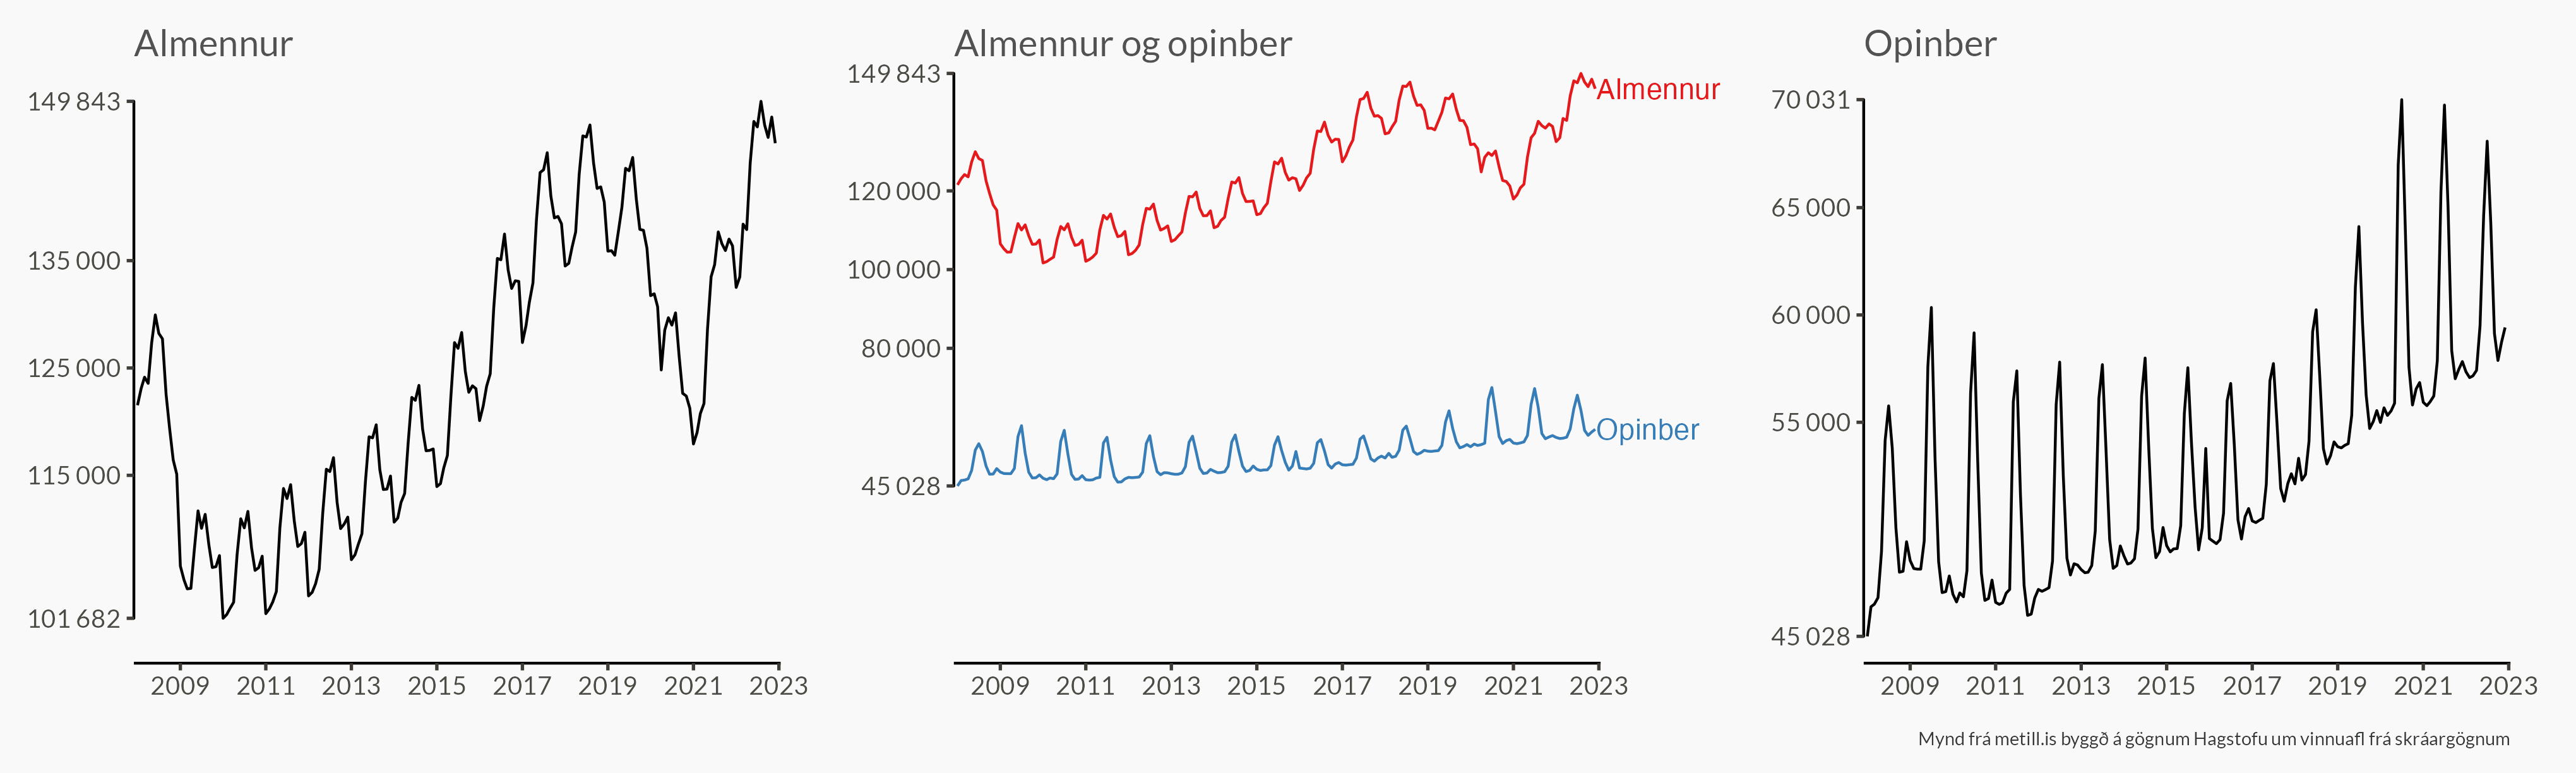 Almennur
149 843
135 000
125 000
115 000
101 682
2009 2011 2013 2015 2017 2019 2021 2023
Almennur og opinber
149 843
120 000
100 000
80 000
45 028
Almennur
Opinber
2009 2011 2013 2015 2017 2019 2021 2023
Opinber
70 031
65 000
60 000
55 000
45 028
2009 2011 2013 2015 2017 2019 2021 2023
Mynd frá metill.is byggð á gögnum Hagstofu um vinnuafl frá skráargögnum